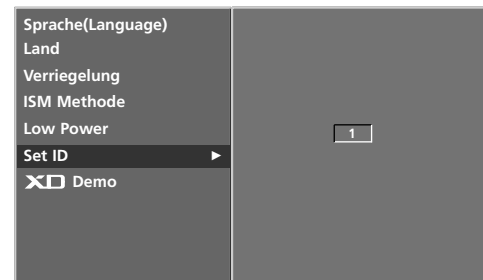 Sprache(Language)
Land
Verriegelung
ISM Methode
Low Power
1
Set ID ►
XD Demo